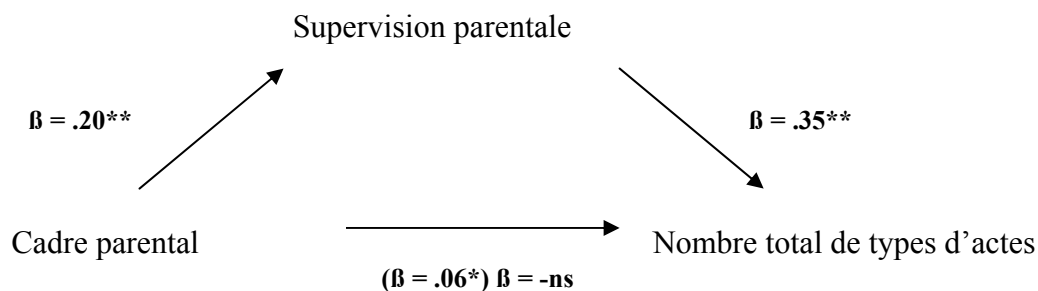 Supervision parentale
ß = .20**
ß = .35**
Cadre parental
Nombre total de types d’actes
(ß = .06*) ß = -ns